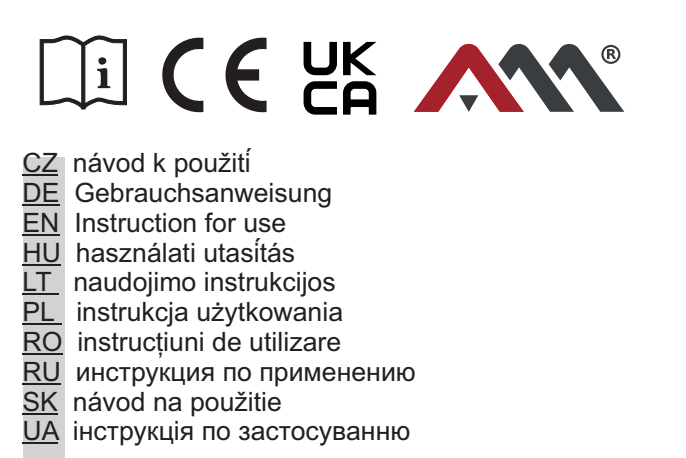 i CE UK CA AM®
CZ návod k použití
DE Gebrauchsanweisung
EN Instruction for use
HU használati utasítás
LT naudojimo instrukcijos
PL instrukcja użytkowania
RO instrucțiuni de utilizare
RU инструкция по применению
SK návod na použitie
UA інструкція по застосуванню